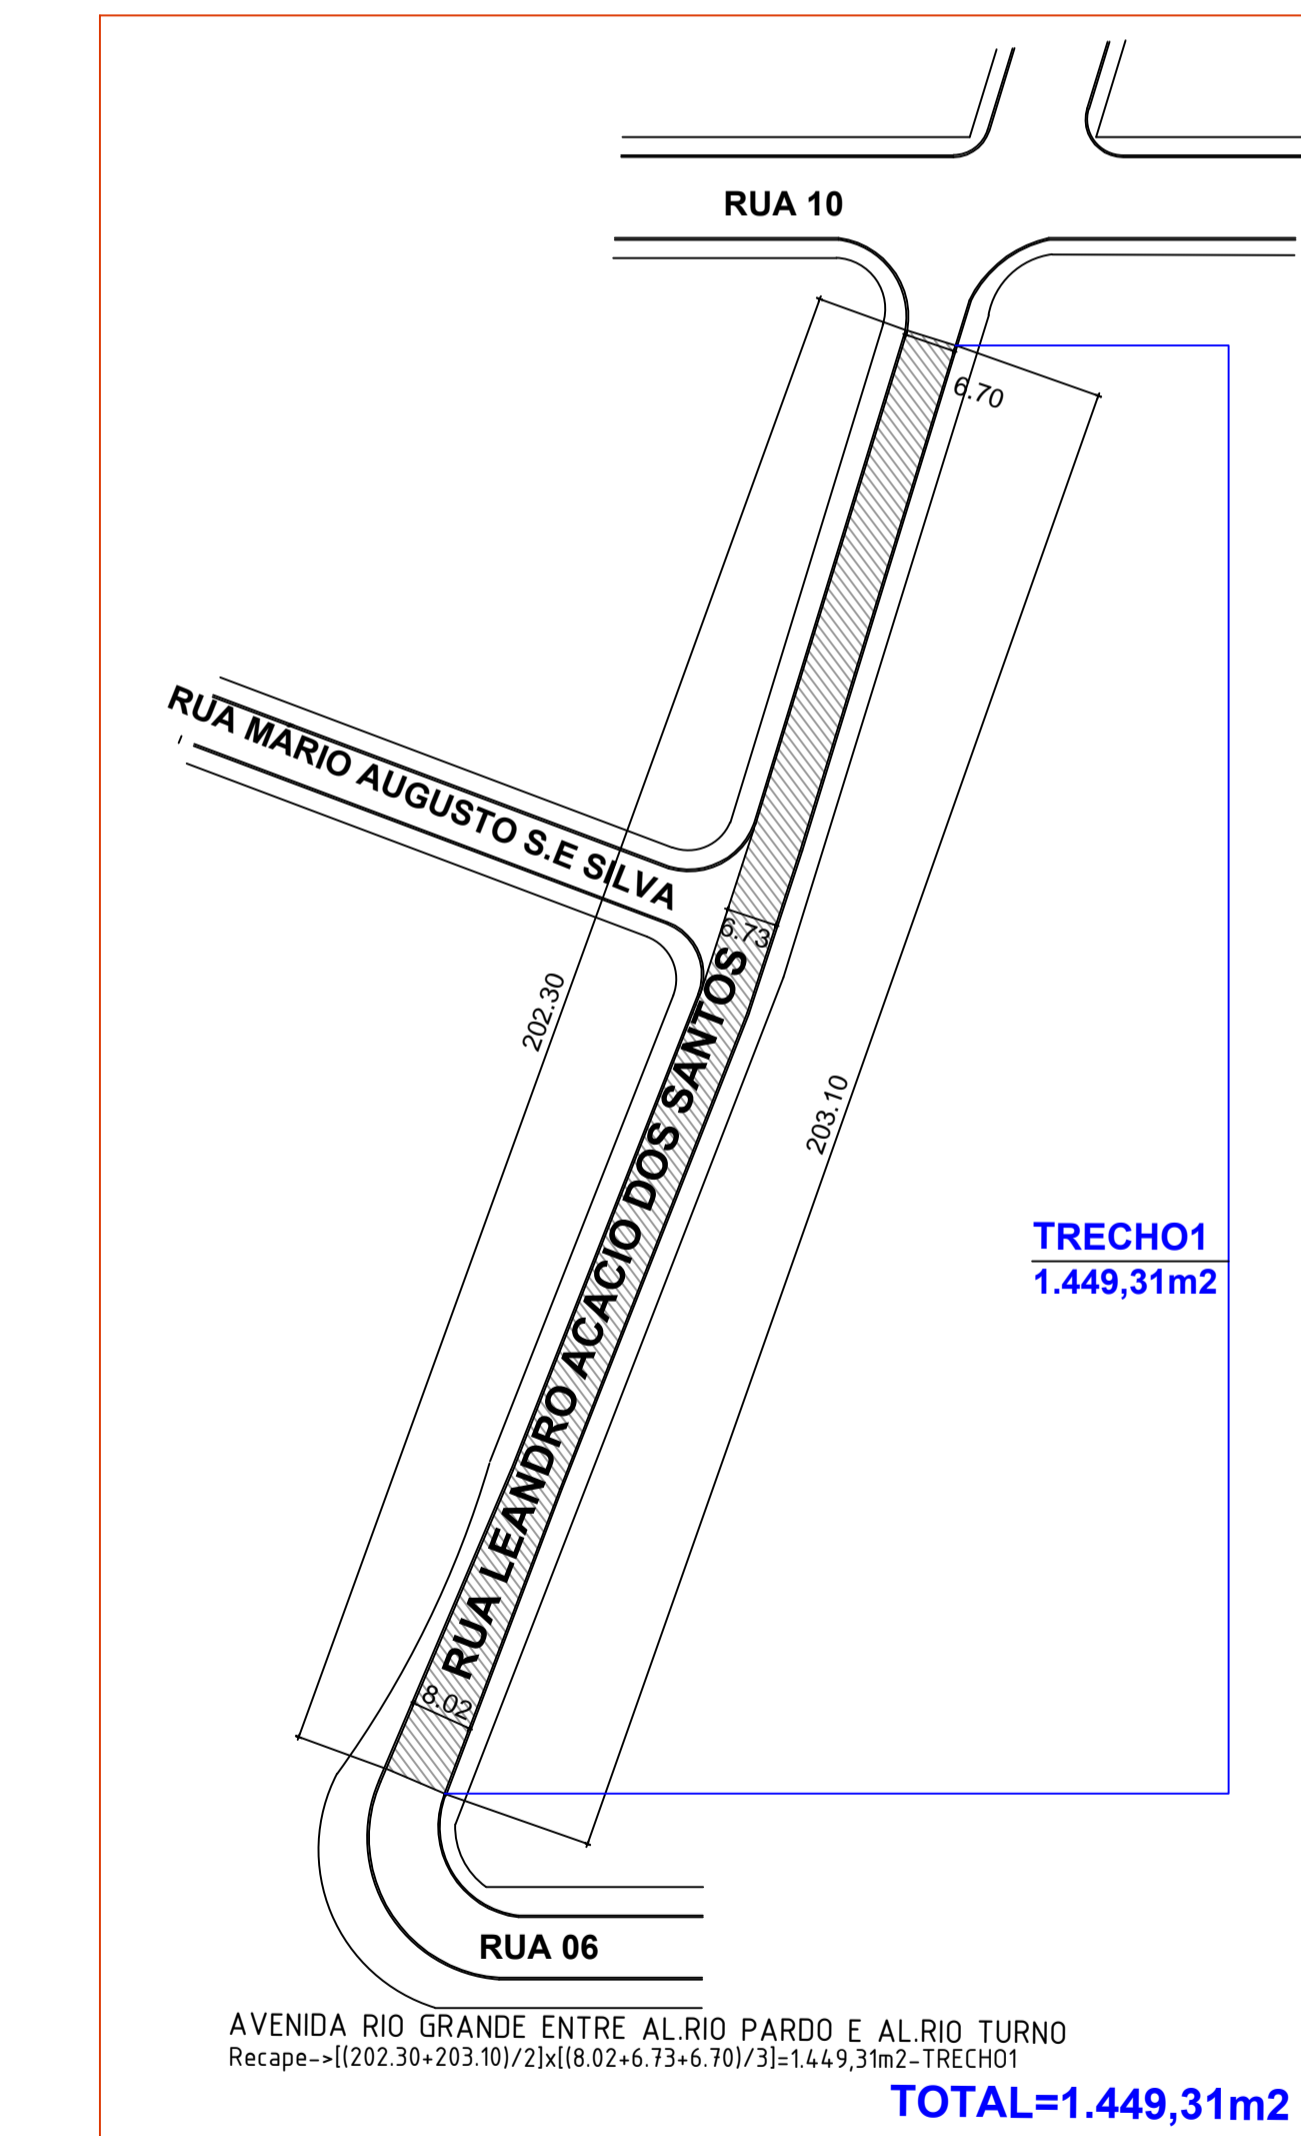 RUA 10
6.70
RUA MÁRIO AUGUSTO S.E SILVA
6.73
202.30
203.10
RUA LEANDRO ACACIO DOS SANTOS
TRECHO1
1.449,31m2
8.02
RUA 06
AVENIDA RIO GRANDE ENTRE AL.RIO PARDO E AL.RIO TURNO
Recape->[(202.30+203.10)/2]x[(8.02+6.73+6.70)/3]=1.449,31m2-TRECHO1
TOTAL=1.449,31m2